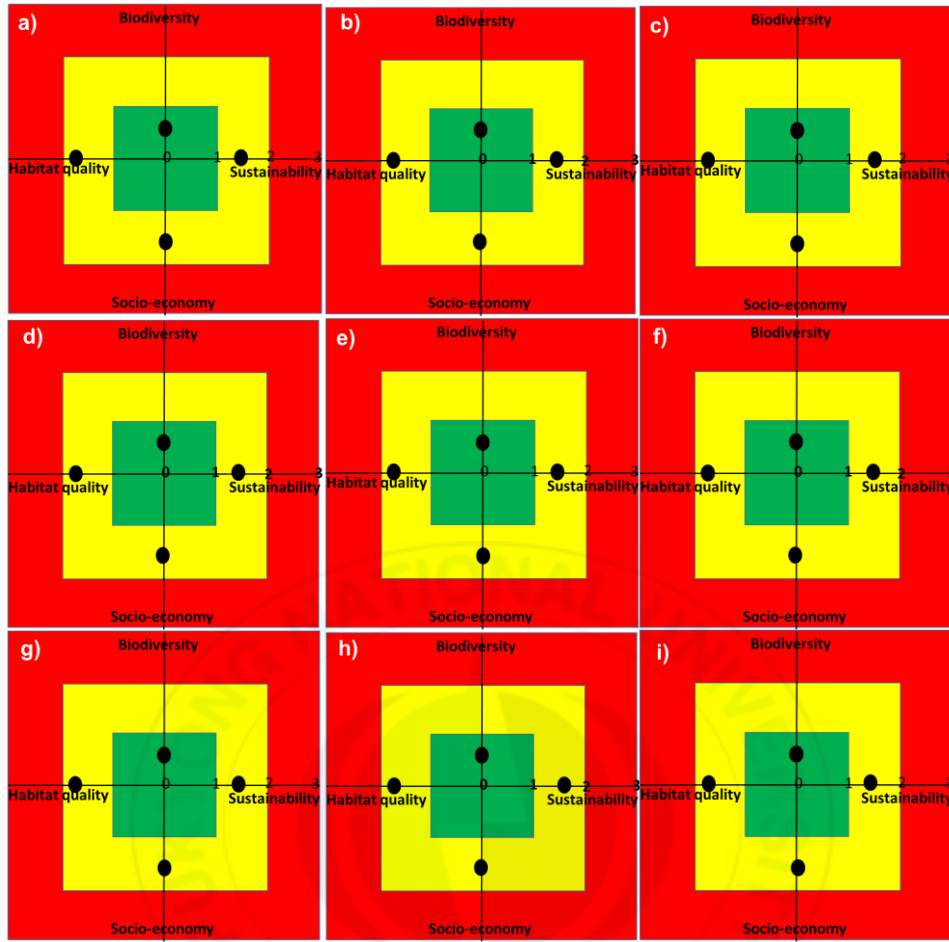 a)
Biodiversity
0 1 2 3
Habitat quality Sustainability
Socio-economy
b)
Biodiversity
0 1 2 3
Habitat quality Sustainability
Socio-economy
c)
Biodiversity
0 1 2 3
Habitat quality Sustainability
Socio-economy
d)
Biodiversity
0 1 2 3
Habitat quality Sustainability
Socio-economy
e)
Biodiversity
0 1 2 3
Habitat quality Sustainability
Socio-economy
f)
Biodiversity
0 1 2
Habitat quality Sustainability
Socio-economy
g)
Biodiversity
0 1 2 3
Habitat quality Sustainability
Socio-economy
h)
Biodiversity
0 1 2 3
Habitat quality Sustainability
Socio-economy
i)
Biodiversity
0 1 2 3
Habitat quality Sustainability
Socio-economy
UKYONG NATIONAL UNIVERSIT